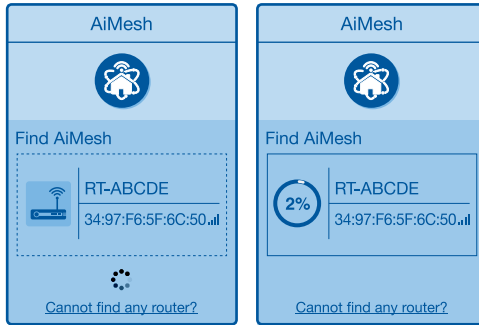 AiMesh
Find AiMesh
RT-ABCDE
34:97:F6:5F:6C:50
Cannot find any router?
AiMesh
Find AiMesh
2%
RT-ABCDE
34:97:F6:5F:6C:50
Cannot find any router?